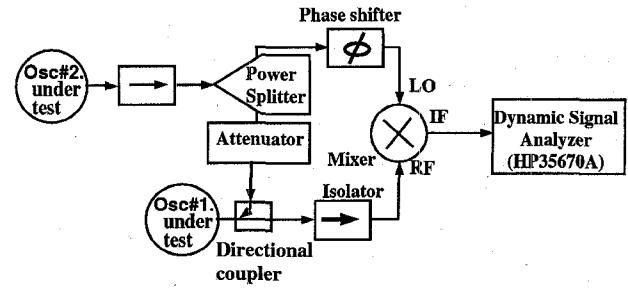 Phase shifter
ϕ
Osc#2.
under
test
Power
Splitter
LO
IF
Dynamic Signal
Analyzer
(HP35670A)
Attenuator
Mixer
RF
Isolator
Osc#1.
under
test
Directional
coupler